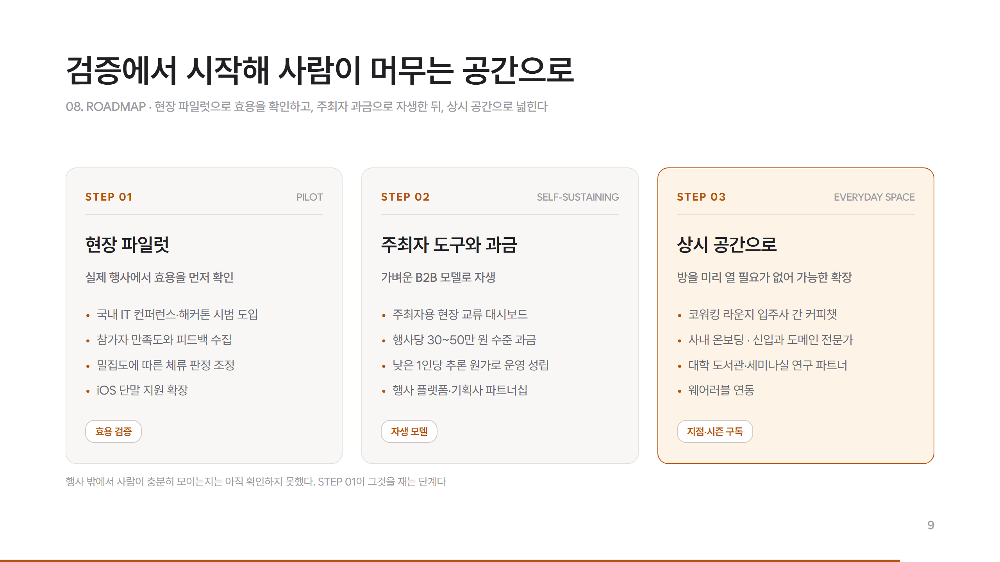 검증에서 시작해 사람이 머무는 공간으로
08. ROADMAP · 현장 파일럿으로 효용을 확인하고, 주최자 과금으로 자생한 뒤, 상시 공간으로 넓힌다
STEP 01 PILOT
현장 파일럿
실제 행사에서 효용을 먼저 확인
• 국내 IT 컨퍼런스·해커톤 시범 도입
• 참가자 만족도와 피드백 수집
• 밀집도에 따른 체류 판정 조정
• iOS 단말 지원 확장
효용 검증
STEP 02 SELF-SUSTAINING
주최자 도구와 과금
가벼운 B2B 모델로 자생
• 주최자용 현장 교류 대시보드
• 행사당 30~50만 원 수준 과금
• 낮은 1인당 추론 원가로 운영 성립
• 행사 플랫폼·기획사 파트너십
자생 모델
STEP 03 EVERYDAY SPACE
상시 공간으로
방을 미리 열 필요가 없어 가능한 확장
• 코워킹 라운지 입주사 간 커피챗
• 사내 온보딩 · 신입과 도메인 전문가
• 대학 도서관·세미나실 연구 파트너
• 웨어러블 연동
지점·시즌 구독
행사 밖에서 사람이 충분히 모이는지는 아직 확인하지 못했다. STEP 01이 그것을 재는 단계다
9